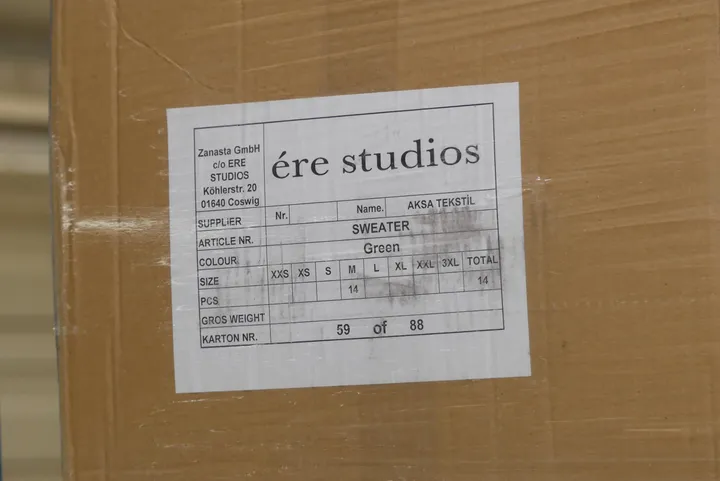 Zanasta GmbH
c/o ERE
STUDIOS
Köhlerstr. 20
01640 Coswig
ére studios
SUPPLiER Nr. Name. AKSA TEKSTİL
ARTICLE NR. SWEATER
COLOUR Green
SIZE XXS XS S M L XL XXL 3XL TOTAL
PCS 14 14
GROS WEIGHT
KARTON NR. 59 of 88